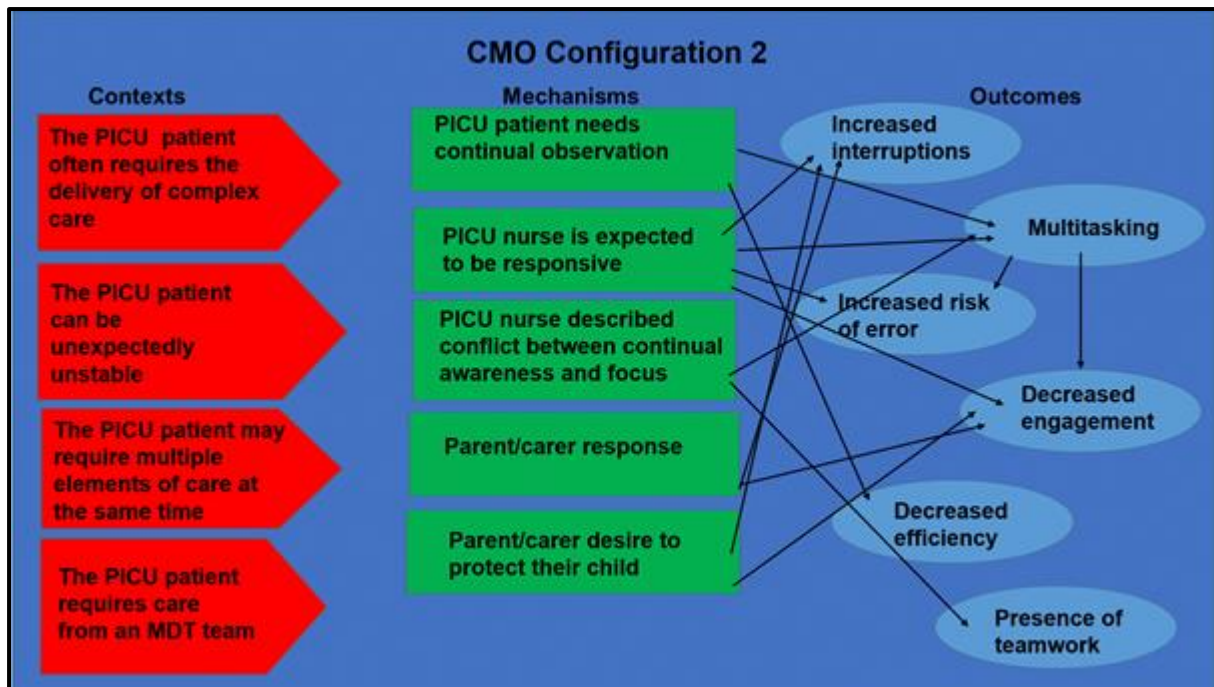 CMO Configuration 2
Contexts
The PICU patient
often requires the
delivery of complex
care
The PICU patient
can be
unexpectedly
unstable
The PICU patient may
require multiple
elements of care at
the same time
The PICU patient
requires care
from an MDT team
Mechanisms
PICU patient needs
continual observation
PICU nurse is expected
to be responsive
PICU nurse described
conflict between continual
awareness and focus
Parent/carer response
Parent/carer desire to
protect their child
Outcomes
Increased
interruptions
Multitasking
Increased risk
of error
Decreased
engagement
Decreased
efficiency
Presence of
teamwork